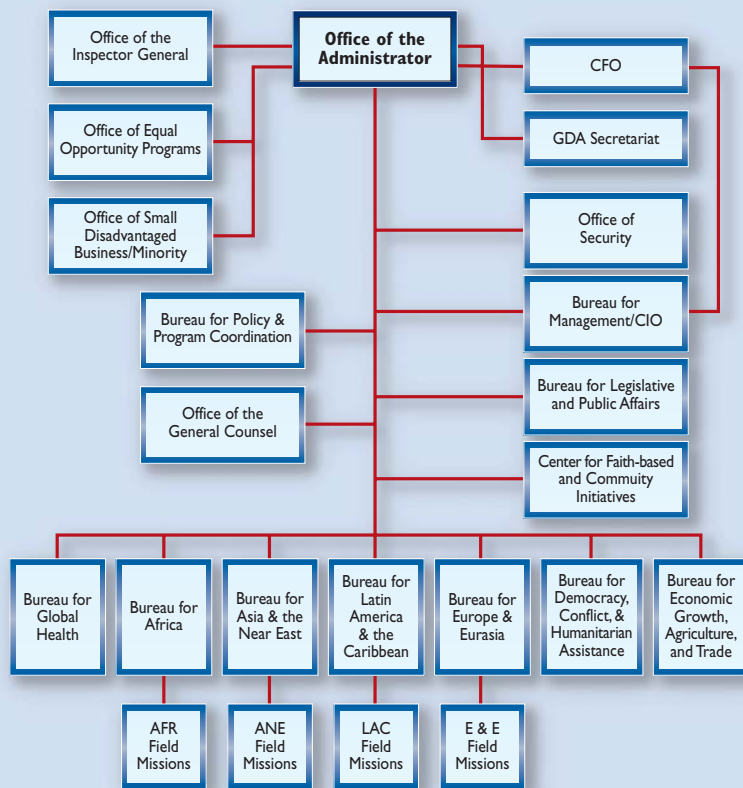 Office of the
Inspector General
Office of the
Administrator
CFO
Office of Equal
Opportunity Programs
GDA Secretariat
Office of Small
Disadvantaged
Business/Minority
Office of
Security
Bureau for Policy &
Program Coordination
Bureau for
Management/CIO
Office of the
General Counsel
Bureau for Legislative
and Public Affairs
Center for Faith-based
and Commuity
Initiatives
Bureau for
Global
Health
Bureau for
Africa
Bureau for
Asia & the
Near East
Bureau for
Latin
America
& the
Caribbean
Bureau for
Europe &
Eurasia
Bureau for
Democracy,
Conflict, &
Humanitarian
Assistance
Bureau for
Economic
Growth,
Agriculture,
and Trade
AFR
Field
Missions
ANE
Field
Missions
LAC
Field
Missions
E & E
Field
Missions